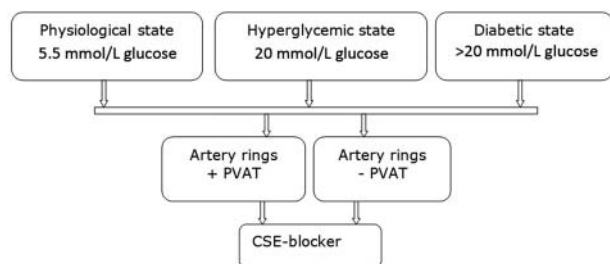 Physiological state
5.5 mmol/L glucose
Hyperglycemic state
20 mmol/L glucose
Diabetic state
>20 mmol/L glucose
Artery rings
+ PVAT
Artery rings
- PVAT
CSE-blocker